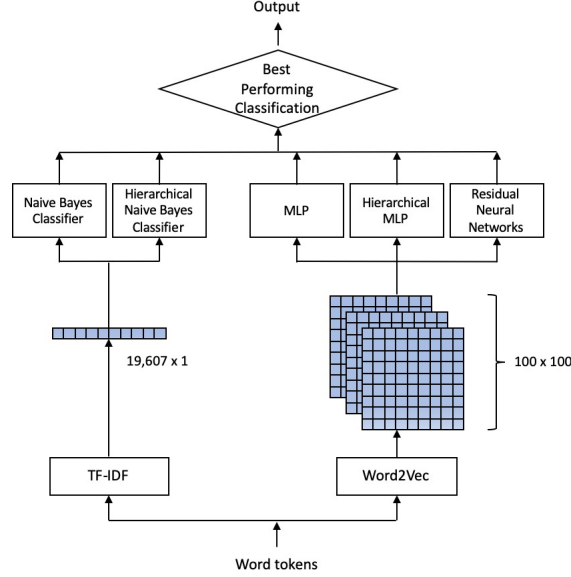 Output
Best
Performing
Classification
Naive Bayes
Classifier
Hierarchical
Naive Bayes
Classifier
MLP
Hierarchical
MLP
Residual
Neural
Networks
19,607 x 1
100 x 100
TF-IDF
Word2Vec
Word tokens